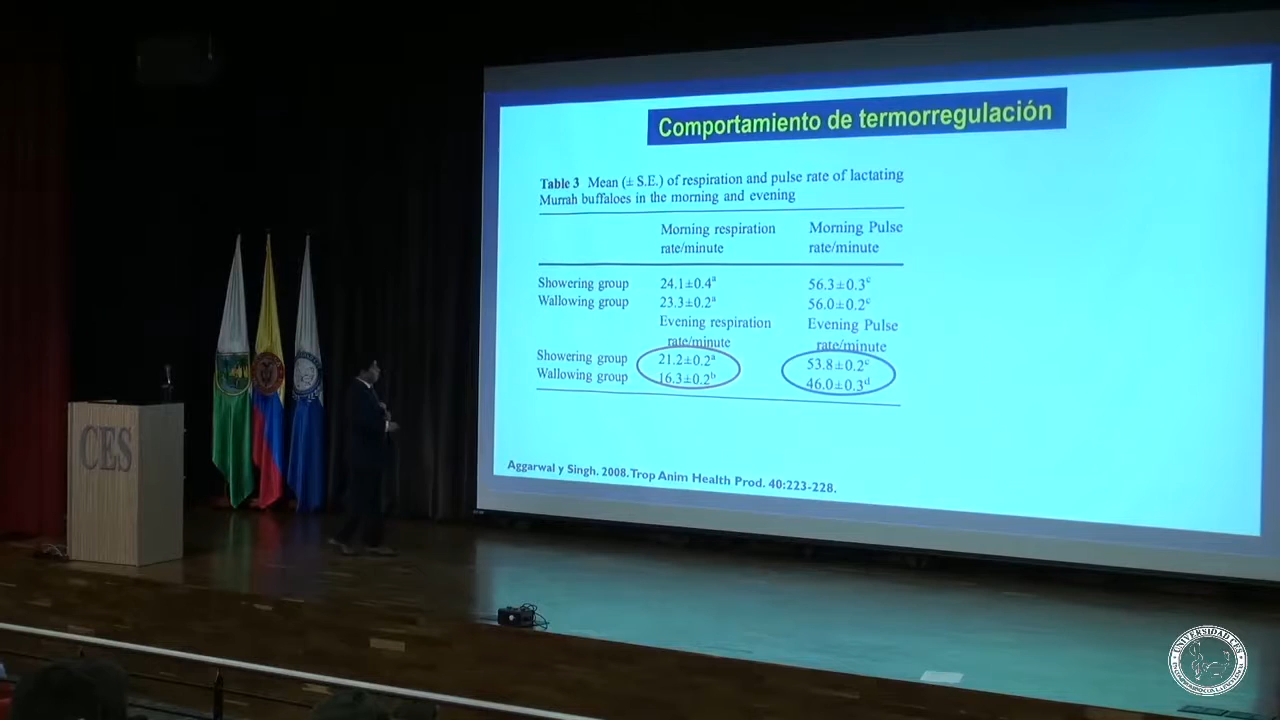 Comportamiento de termorregulación
Table 3 Mean (± S.E.) of respiration and pulse rate of lactating
Murrah buffaloes in the morning and evening
Morning respiration
rate/minute
Morning Pulse
rate/minute
Showering group 24.1±0.4ᵃ 56.3±0.3ᶜ
Wallowing group 23.3±0.2ᵃ 56.0±0.2ᶜ
Evening respiration
rate/minute
Evening Pulse
rate/minute
Showering group 21.2±0.2ᵃ 53.8±0.2ᶜ
Wallowing group 16.3±0.2ᵇ 46.0±0.3ᵈ
Aggarwal y Singh. 2008. Trop Anim Health Prod. 40:223-228.
CES
UNIVERSIDAD CES